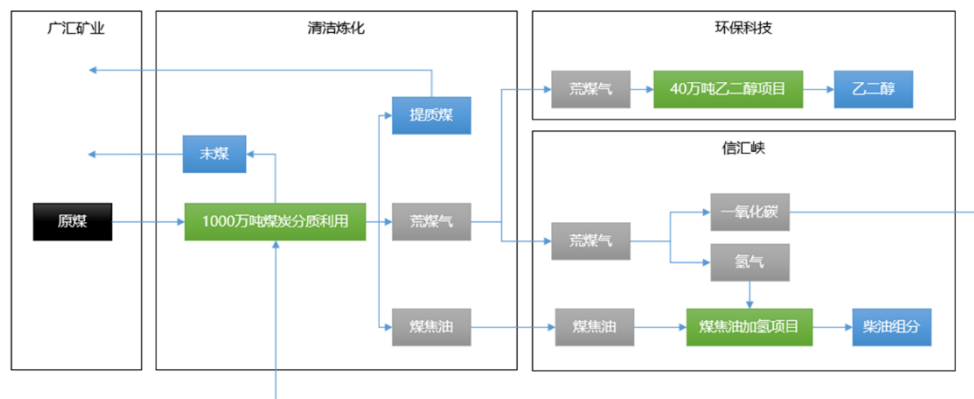 广汇矿业
清洁炼化
环保科技
荒煤气
40万吨乙二醇项目
乙二醇
提质煤
末煤
信汇峡
原煤
1000万吨煤炭分质利用
荒煤气
一氧化碳
荒煤气
氢气
煤焦油
煤焦油
煤焦油加氢项目
柴油组分